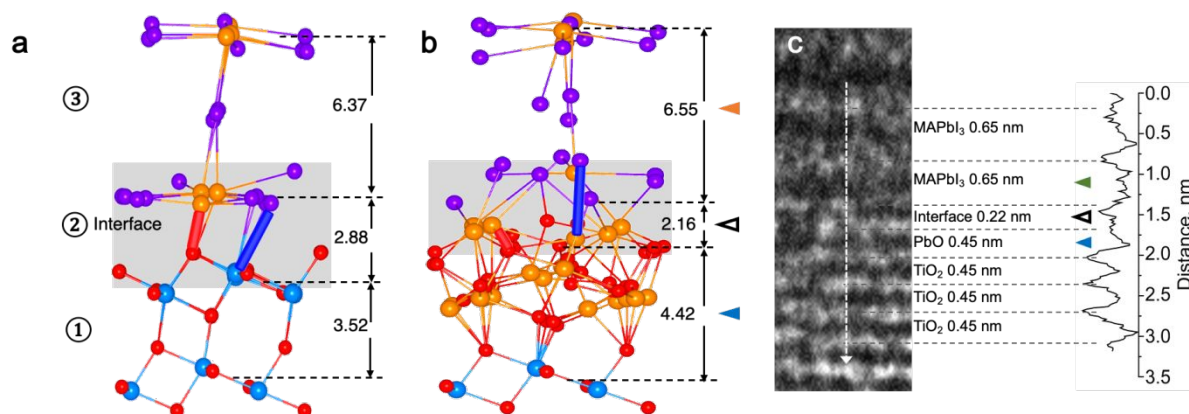 a
b
c
③
② Interface
①
6.37
2.88
3.52
6.55
2.16
4.42
MAPbI₃ 0.65 nm
MAPbI₃ 0.65 nm
Interface 0.22 nm
PbO 0.45 nm
TiO₂ 0.45 nm
TiO₂ 0.45 nm
TiO₂ 0.45 nm
0.0
0.5
1.0
1.5
2.0
2.5
3.0
3.5
Distance, nm